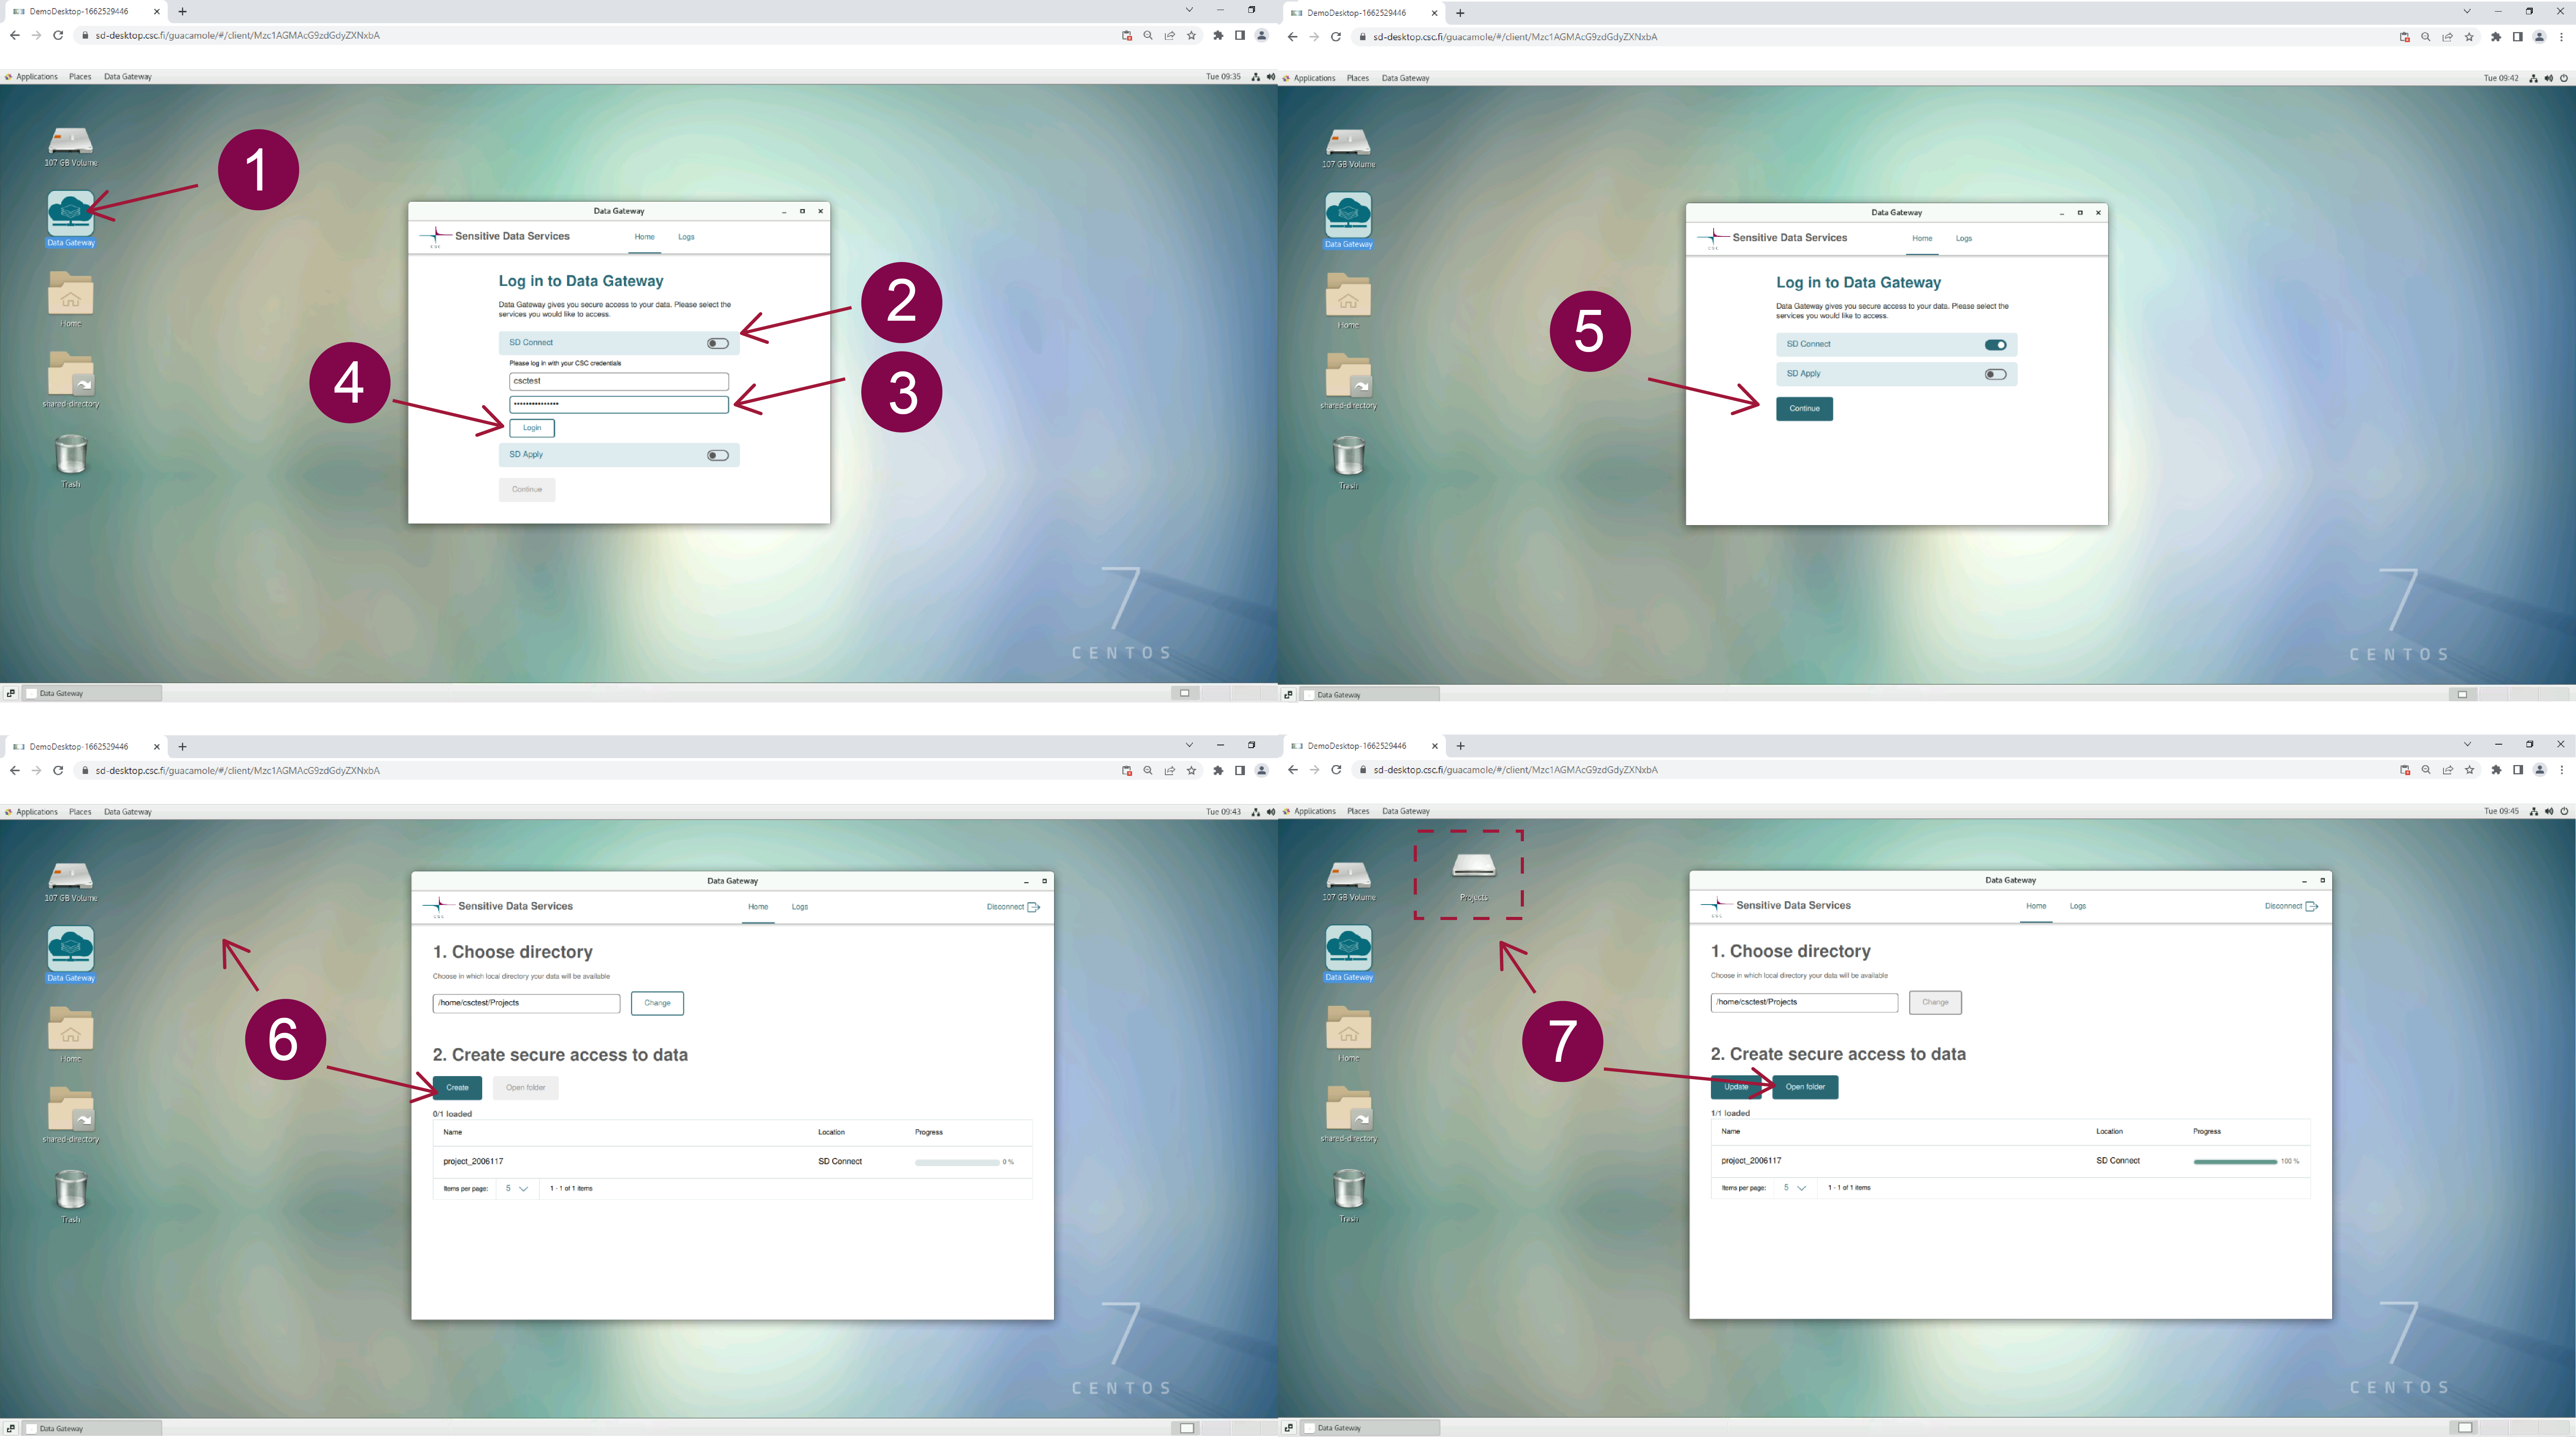 DemoDesktop-1662529446
sd-desktop.csc.fi/guacamole/#/client/Mzc1AGMAcG9zdGdyZXNxbA
Applications Places Data Gateway Tue 09:35
107 GB Volume
1
Data Gateway
Home
shared-directory
Trash
Data Gateway
CSC
Sensitive Data Services Home Logs
Log in to Data Gateway
Data Gateway gives you secure access to your data. Please select the
services you would like to access.
2
SD Connect
Please log in with your CSC credentials
csctest
3
4
Login
SD Apply
Continue
7
CENTOS
Data Gateway
DemoDesktop-1662529446
sd-desktop.csc.fi/guacamole/#/client/Mzc1AGMAcG9zdGdyZXNxbA
Applications Places Data Gateway Tue 09:42
107 GB Volume
Data Gateway
Home
shared-directory
Trash
Data Gateway
CSC
Sensitive Data Services Home Logs
Log in to Data Gateway
Data Gateway gives you secure access to your data. Please select the
services you would like to access.
SD Connect
SD Apply
5
Continue
7
CENTOS
Data Gateway
DemoDesktop-1662529446
sd-desktop.csc.fi/guacamole/#/client/Mzc1AGMAcG9zdGdyZXNxbA
Applications Places Data Gateway Tue 09:43
107 GB Volume
Data Gateway
Home
shared-directory
Trash
Data Gateway
CSC
Sensitive Data Services Home Logs Disconnect
1. Choose directory
Choose in which local directory your data will be available
/home/csctest/Projects Change
6
2. Create secure access to data
Create Open folder
0/1 loaded
Name Location Progress
project_2006117 SD Connect 0 %
Items per page: 5 1 - 1 of 1 items
7
CENTOS
Data Gateway
DemoDesktop-1662529446
sd-desktop.csc.fi/guacamole/#/client/Mzc1AGMAcG9zdGdyZXNxbA
Applications Places Data Gateway Tue 09:45
107 GB Volume
Projects
Data Gateway
Home
shared-directory
Trash
Data Gateway
CSC
Sensitive Data Services Home Logs Disconnect
1. Choose directory
Choose in which local directory your data will be available
/home/csctest/Projects Change
7
2. Create secure access to data
Update Open folder
1/1 loaded
Name Location Progress
project_2006117 SD Connect 100 %
Items per page: 5 1 - 1 of 1 items
7
CENTOS
Data Gateway